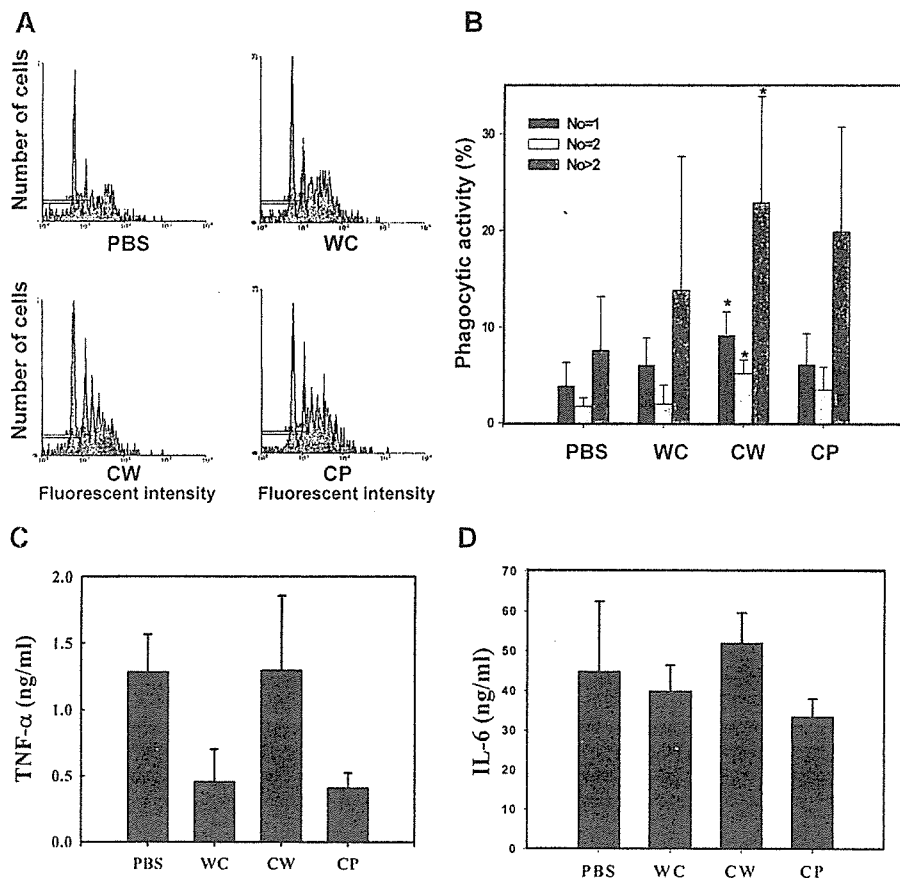 A
Number of cells
PBS
WC
Number of cells
CW
CP
Fluorescent intensity
Fluorescent intensity
B
No=1
No=2
No>2
Phagocytic activity (%)
30
20
10
0
*
*
*
PBS
WC
CW
CP
C
TNF-α (ng/ml)
2.0
1.5
1.0
0.5
0.0
PBS
WC
CW
CP
D
IL-6 (ng/ml)
70
60
50
40
30
20
10
0
PBS
WC
CW
CP